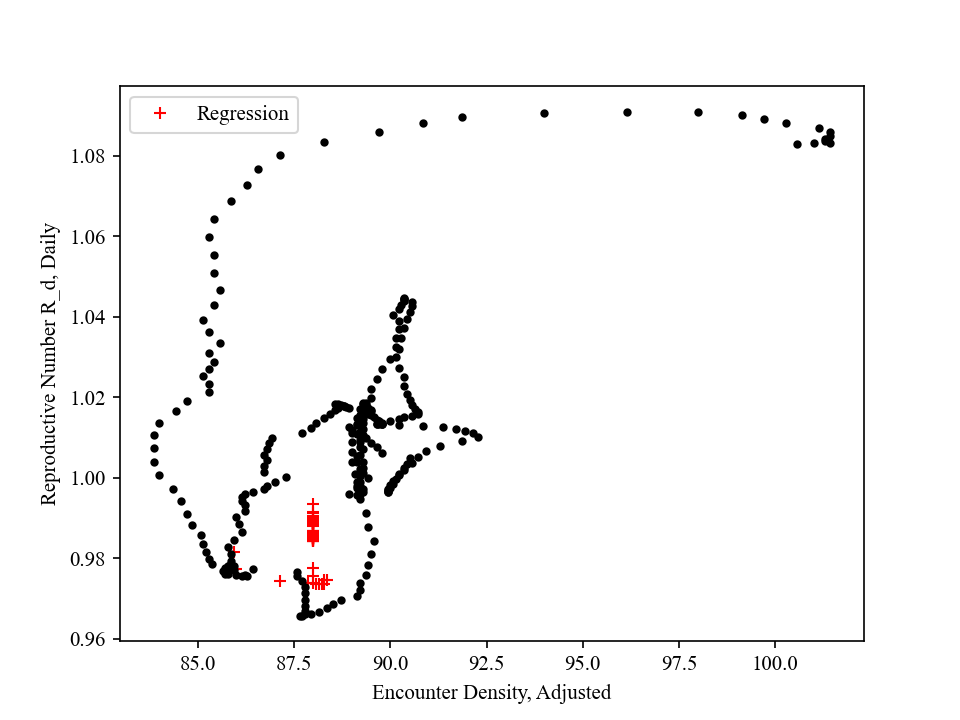 Regression
1.08
1.06
1.04
1.02
1.00
0.98
0.96
Reproductive Number R_d, Daily
85.0 87.5 90.0 92.5 95.0 97.5 100.0
Encounter Density, Adjusted